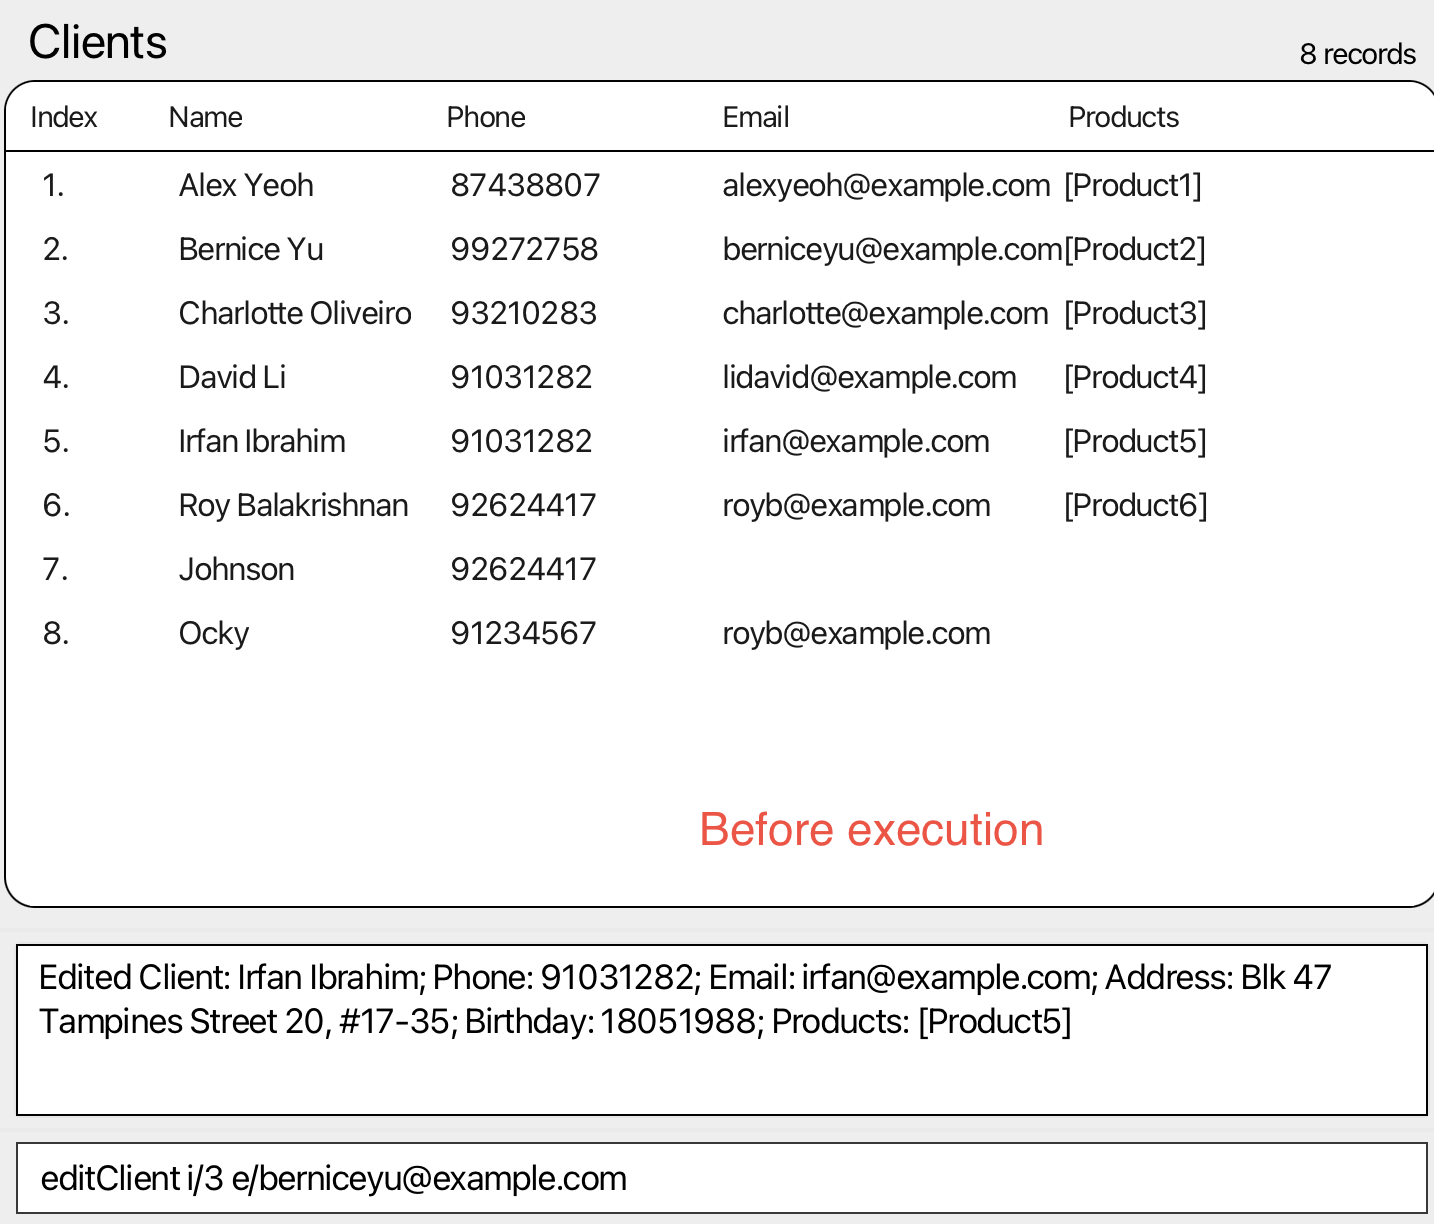 Clients
8 records
Index Name Phone Email Products
1. Alex Yeoh 87438807 alexyeoh@example.com [Product1]
2. Bernice Yu 99272758 berniceyu@example.com [Product2]
3. Charlotte Oliveiro 93210283 charlotte@example.com [Product3]
4. David Li 91031282 lidavid@example.com [Product4]
5. Irfan Ibrahim 91031282 irfan@example.com [Product5]
6. Roy Balakrishnan 92624417 royb@example.com [Product6]
7. Johnson 92624417
8. Ocky 91234567 royb@example.com
Before execution
Edited Client: Irfan Ibrahim; Phone: 91031282; Email: irfan@example.com; Address: Blk 47
Tampines Street 20, #17-35; Birthday: 18051988; Products: [Product5]
editClient i/3 e/berniceyu@example.com